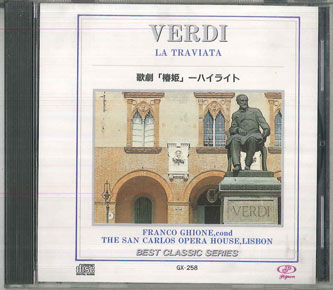 VERDI
LA TRAVIATA
歌劇「椿姫」ーハイライト
VERDI
FRANCO GHIONE,cond
THE SAN CARLOS OPERA HOUSE,LISBON
BEST CLASSIC SERIES
GX-258